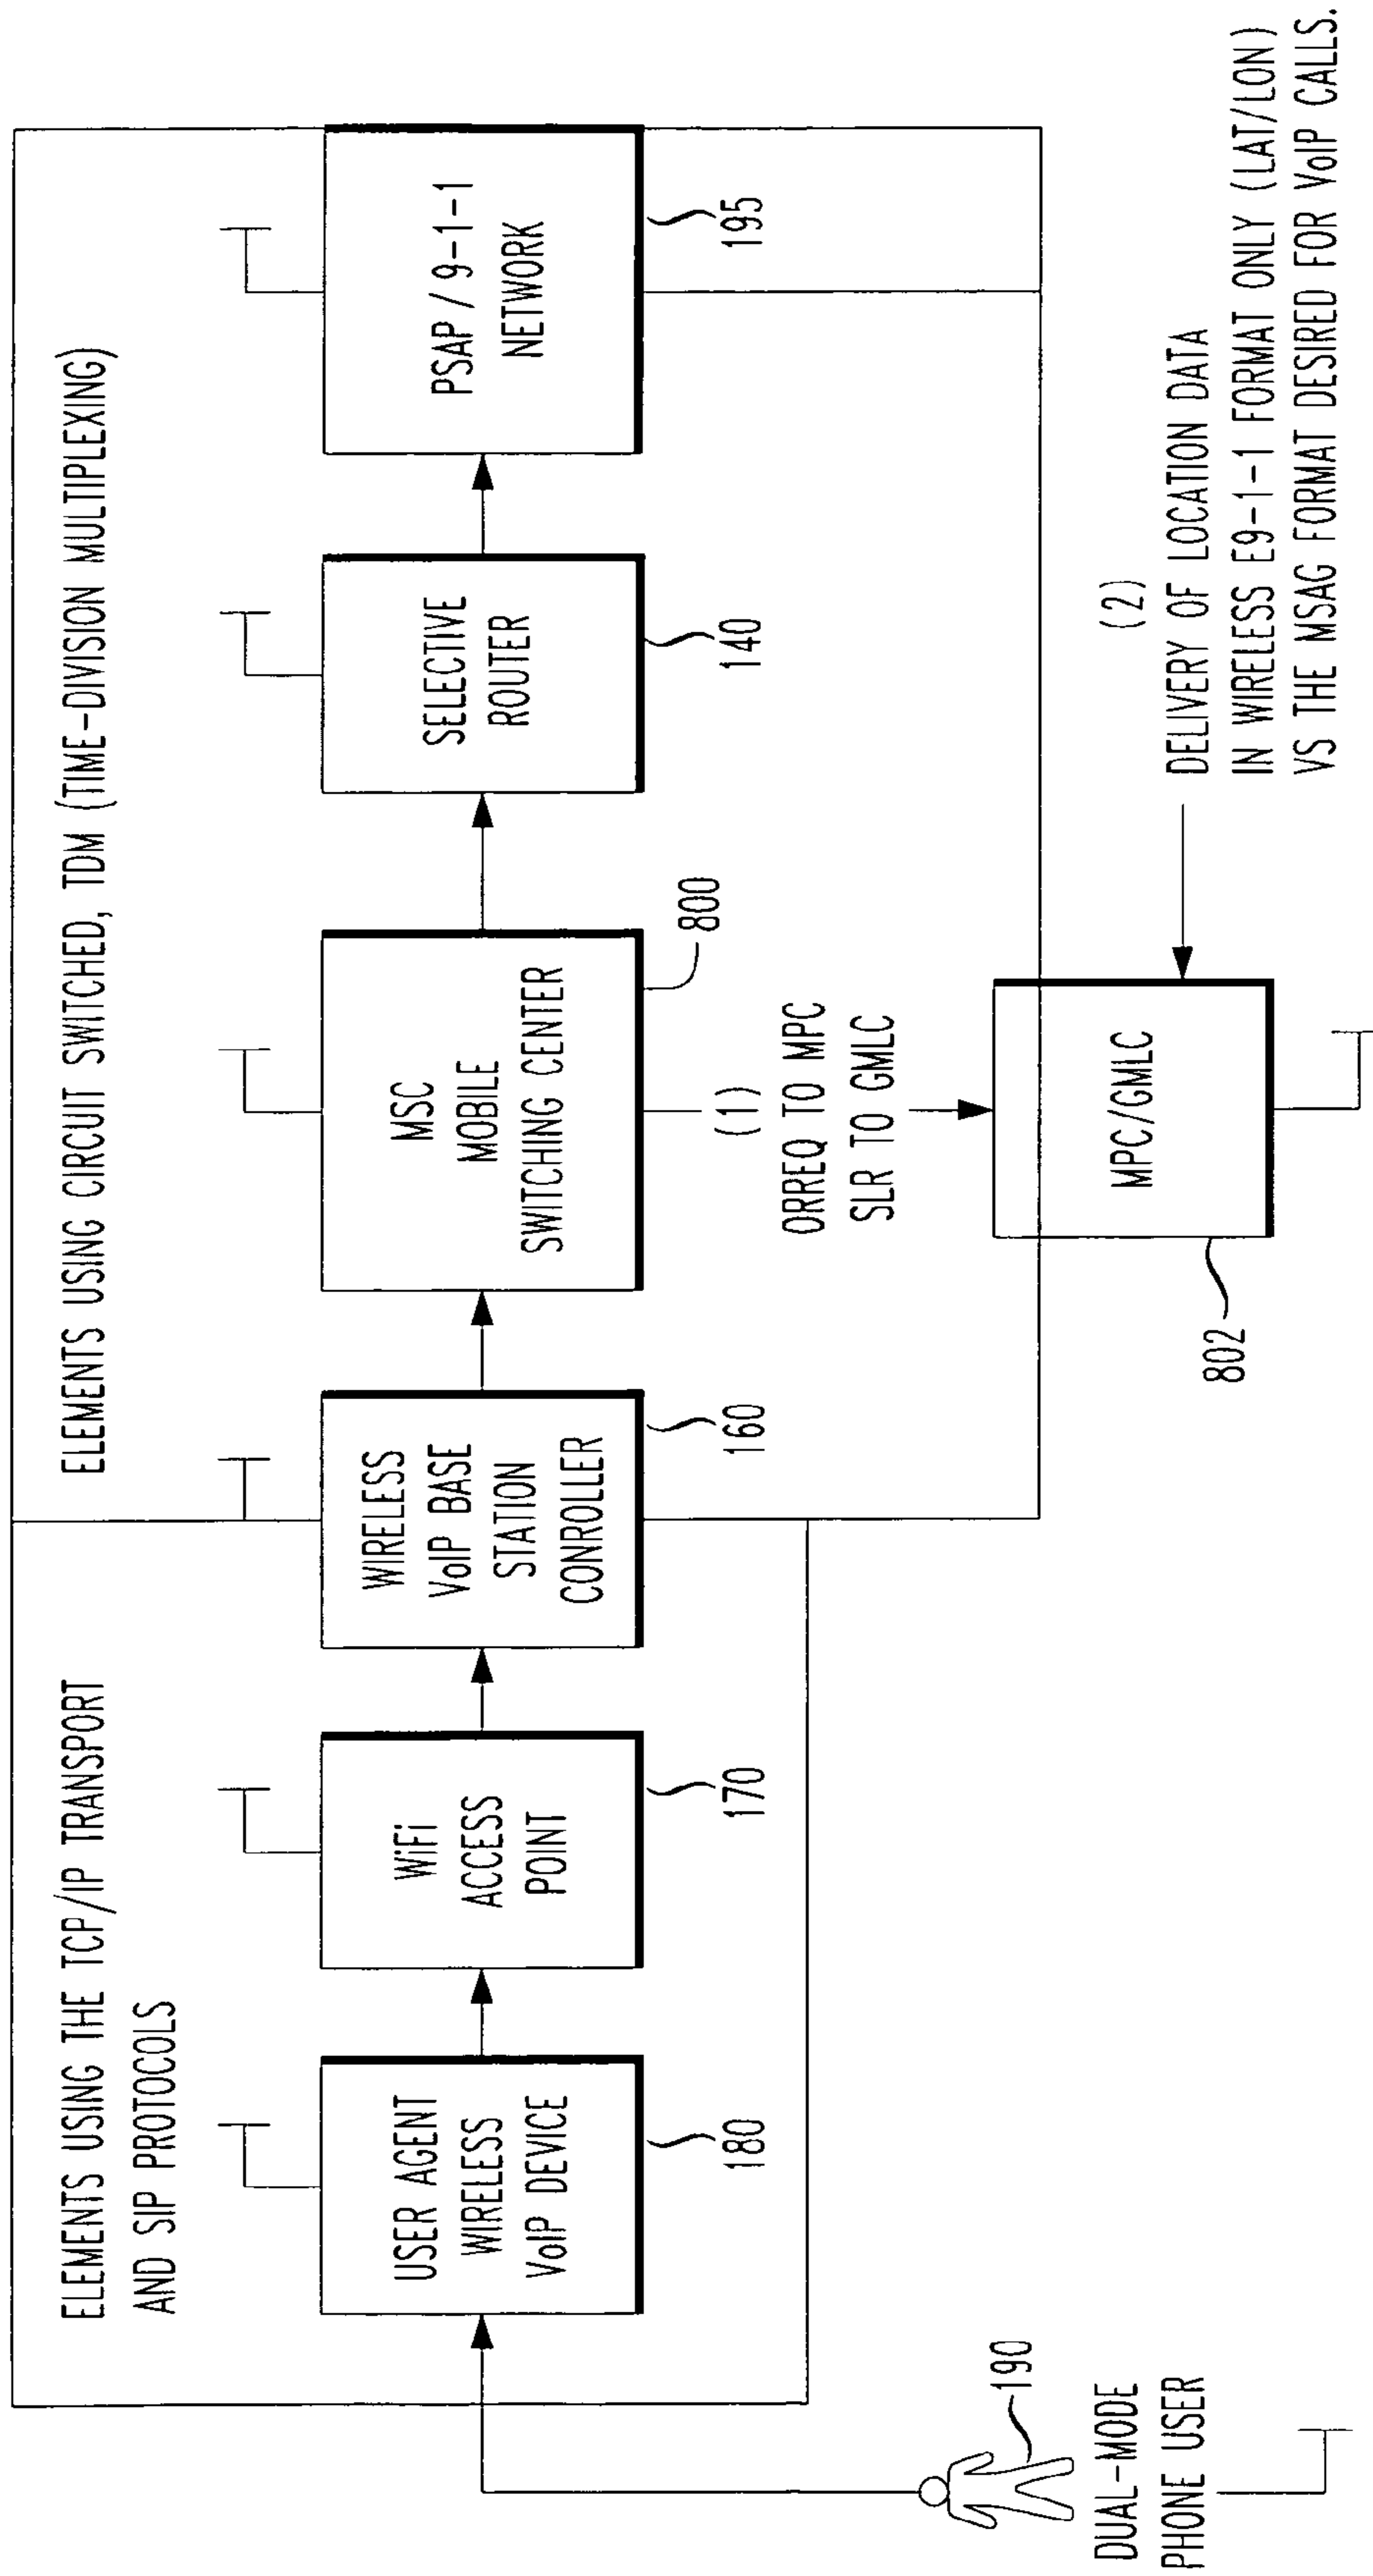 ELEMENTS USING THE TCP/IP TRANSPORT
AND SIP PROTOCOLS
ELEMENTS USING CIRCUIT SWITCHED, TDM (TIME-DIVISION MULTIPLEXING)
USER AGENT
WIRELESS
VoIP DEVICE
180
WiFi
ACCESS
POINT
170
WIRELESS
VoIP BASE
STATION
CONROLLER
160
MSC
MOBILE
SWITCHING CENTER
800
SELECTIVE
ROUTER
140
PSAP / 9-1-1
NETWORK
195
(1)
ORREQ TO MPC
SLR TO GMLC
MPC/GMLC
802
(2)
DELIVERY OF LOCATION DATA
IN WIRELESS E9-1-1 FORMAT ONLY (LAT/LON)
VS THE MSAG FORMAT DESIRED FOR VoIP CALLS.
190
DUAL-MODE
PHONE USER